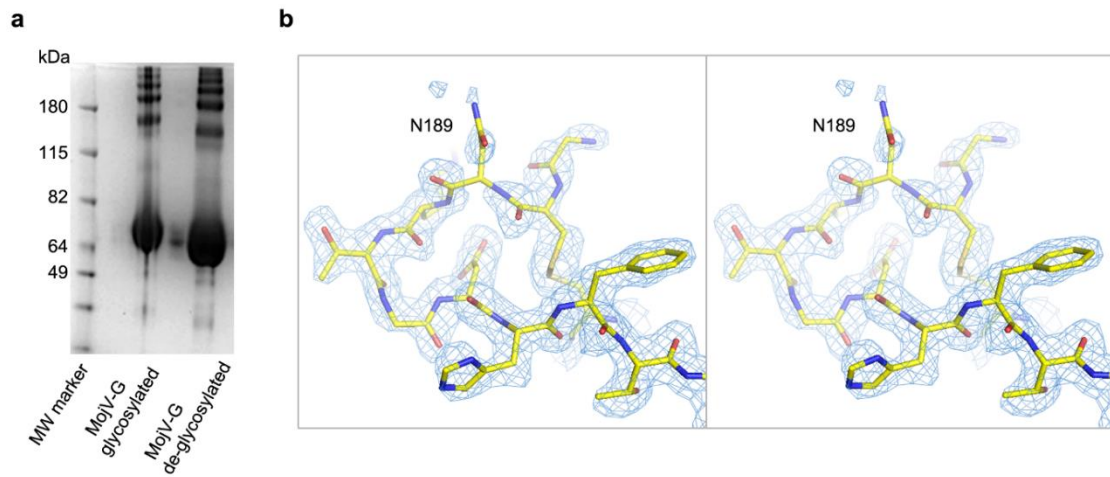 a
b
kDa
180
115
82
64
49
MW marker
MojV-G
glycosylated
MojV-G
de-glycosylated
N189
N189